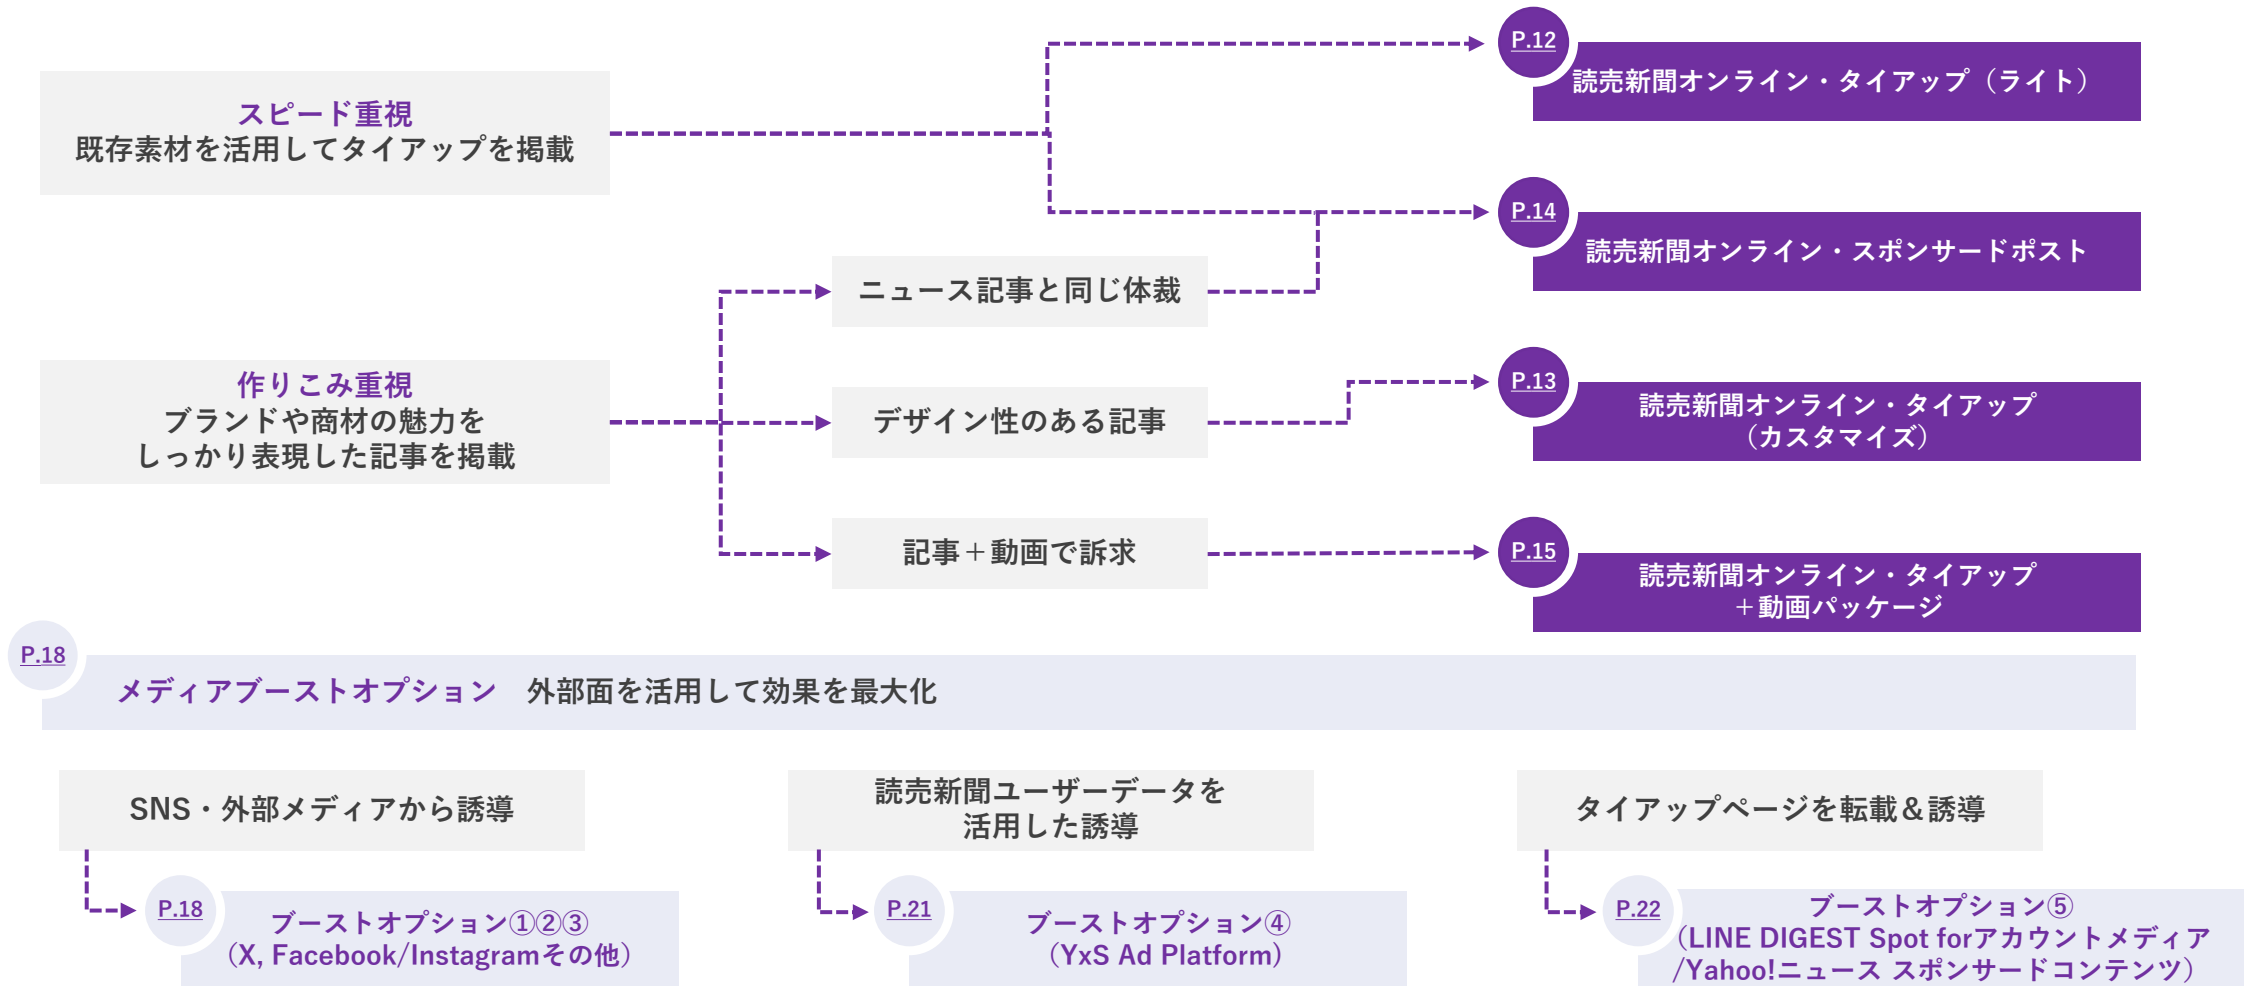 P.12
読売新聞オンライン・タイアップ（ライト）
スピード重視
既存素材を活用してタイアップを掲載
P.14
読売新聞オンライン・スポンサードポスト
ニュース記事と同じ体裁
作りこみ重視
ブランドや商材の魅力を
しっかり表現した記事を掲載
デザイン性のある記事
P.13
読売新聞オンライン・タイアップ
（カスタマイズ）
記事＋動画で訴求
P.15
読売新聞オンライン・タイアップ
＋動画パッケージ
P.18
メディアブーストオプション　外部面を活用して効果を最大化
SNS・外部メディアから誘導
P.18
ブーストオプション①②③
（X, Facebook/Instagramその他）
読売新聞ユーザーデータを
活用した誘導
P.21
ブーストオプション④
（YxS Ad Platform）
タイアップページを転載＆誘導
P.22
ブーストオプション⑤
（LINE DIGEST Spot forアカウントメディア
/Yahoo!ニュース スポンサードコンテンツ）